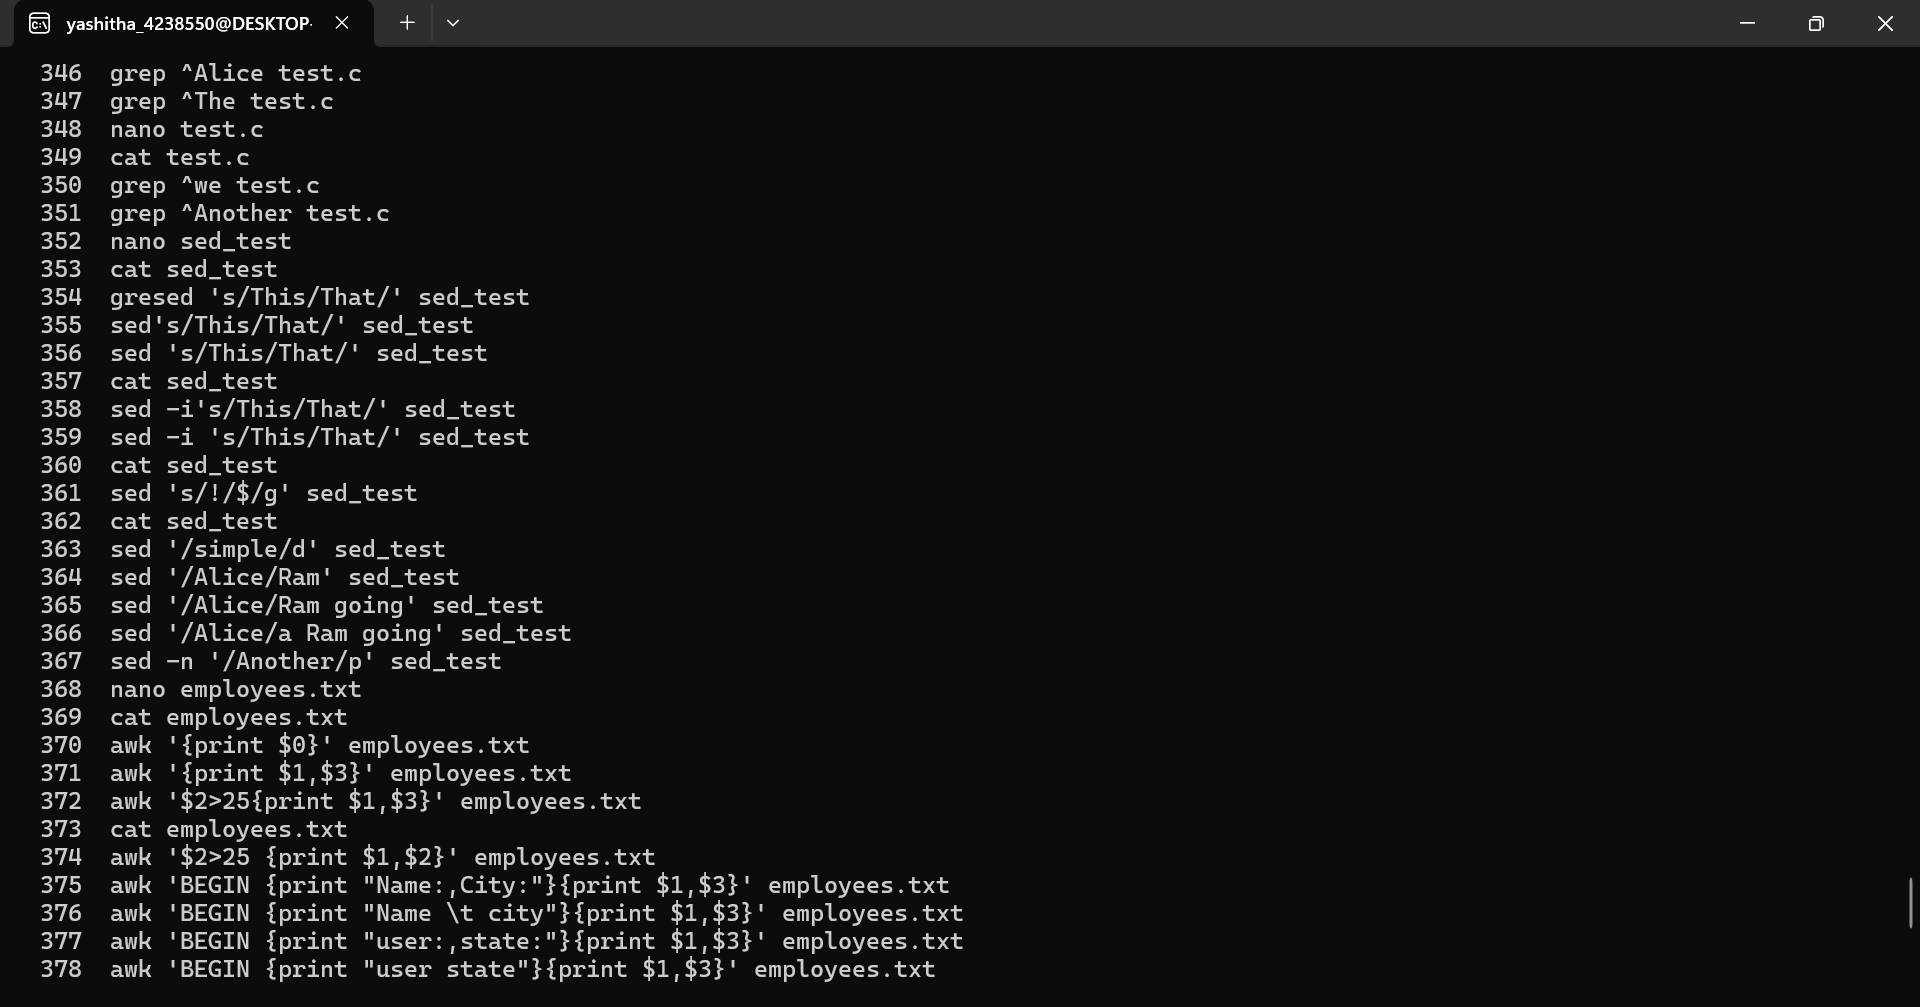 yashitha_4238550@DESKTOP-
346 grep ^Alice test.c
347 grep ^The test.c
348 nano test.c
349 cat test.c
350 grep ^we test.c
351 grep ^Another test.c
352 nano sed_test
353 cat sed_test
354 gresed 's/This/That/' sed_test
355 sed's/This/That/' sed_test
356 sed 's/This/That/' sed_test
357 cat sed_test
358 sed -i's/This/That/' sed_test
359 sed -i 's/This/That/' sed_test
360 cat sed_test
361 sed 's/!/$/g' sed_test
362 cat sed_test
363 sed '/simple/d' sed_test
364 sed '/Alice/Ram' sed_test
365 sed '/Alice/Ram going' sed_test
366 sed '/Alice/a Ram going' sed_test
367 sed -n '/Another/p' sed_test
368 nano employees.txt
369 cat employees.txt
370 awk '{print $0}' employees.txt
371 awk '{print $1,$3}' employees.txt
372 awk '$2>25{print $1,$3}' employees.txt
373 cat employees.txt
374 awk '$2>25 {print $1,$2}' employees.txt
375 awk 'BEGIN {print "Name:,City:"}{print $1,$3}' employees.txt
376 awk 'BEGIN {print "Name \t city"}{print $1,$3}' employees.txt
377 awk 'BEGIN {print "user:,state:"}{print $1,$3}' employees.txt
378 awk 'BEGIN {print "user state"}{print $1,$3}' employees.txt